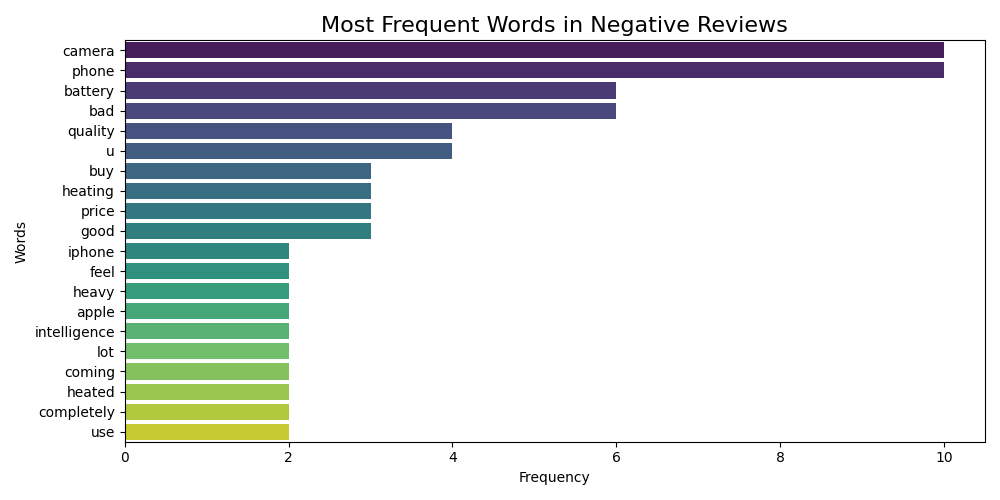 Most Frequent Words in Negative Reviews
camera
phone
battery
bad
quality
u
buy
heating
price
good
iphone
feel
heavy
apple
intelligence
lot
coming
heated
completely
use
Words
0 2 4 6 8 10
Frequency